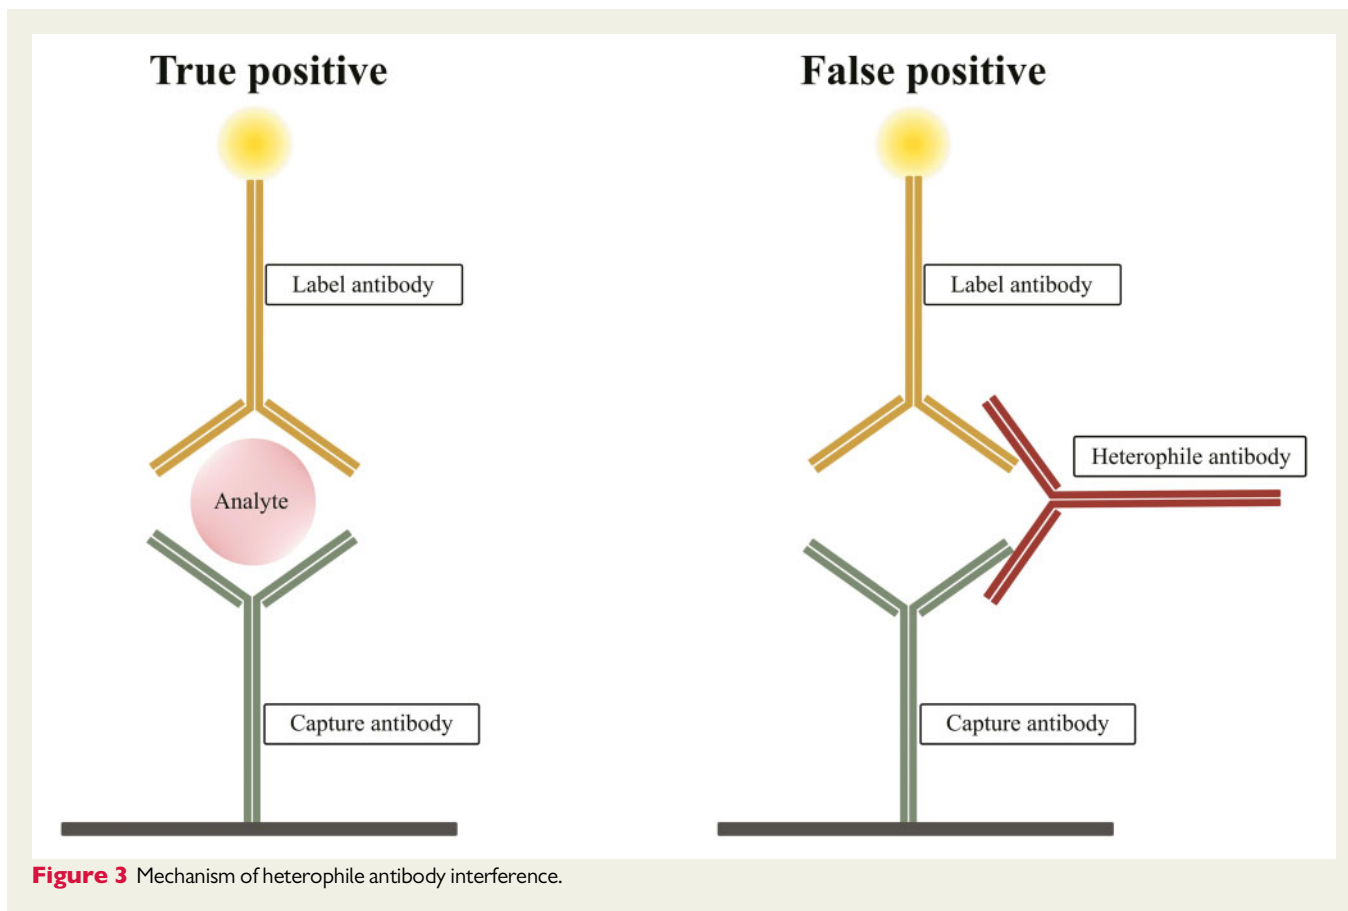 True positive
False positive
Label antibody
Label antibody
Heterophile antibody
Analyte
Capture antibody
Capture antibody
Figure 3 Mechanism of heterophile antibody interference.